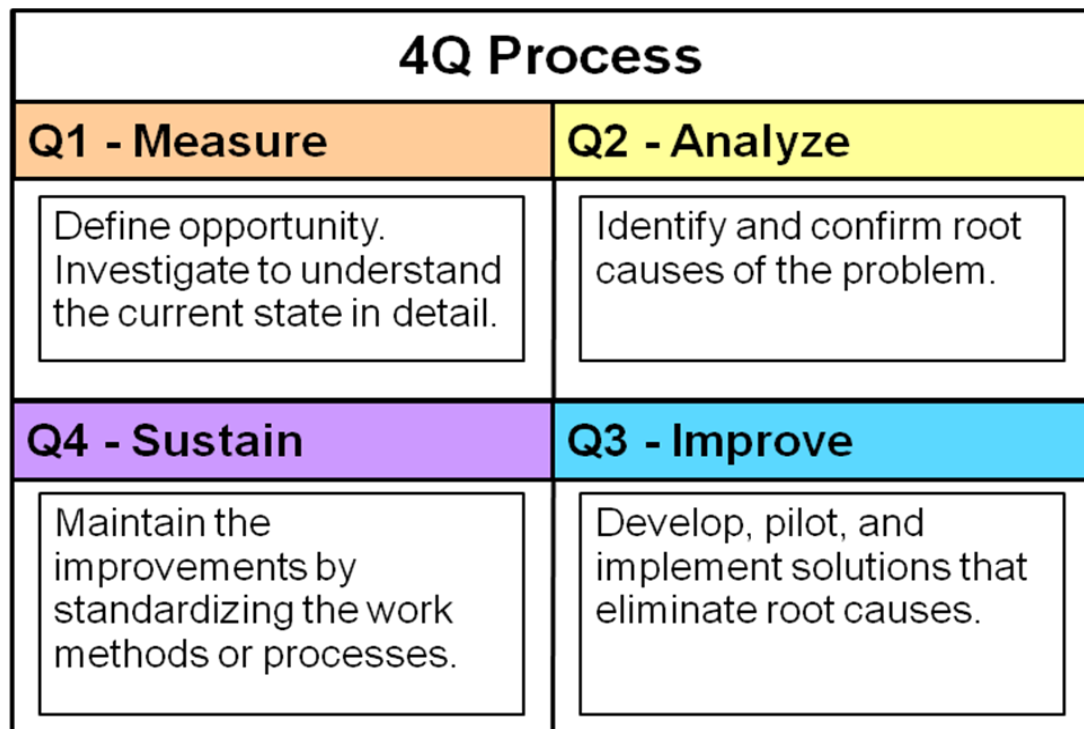 4Q Process
Q1 - Measure
Define opportunity.
Investigate to understand
the current state in detail.
Q2 - Analyze
Identify and confirm root
causes of the problem.
Q4 - Sustain
Maintain the
improvements by
standardizing the work
methods or processes.
Q3 - Improve
Develop, pilot, and
implement solutions that
eliminate root causes.